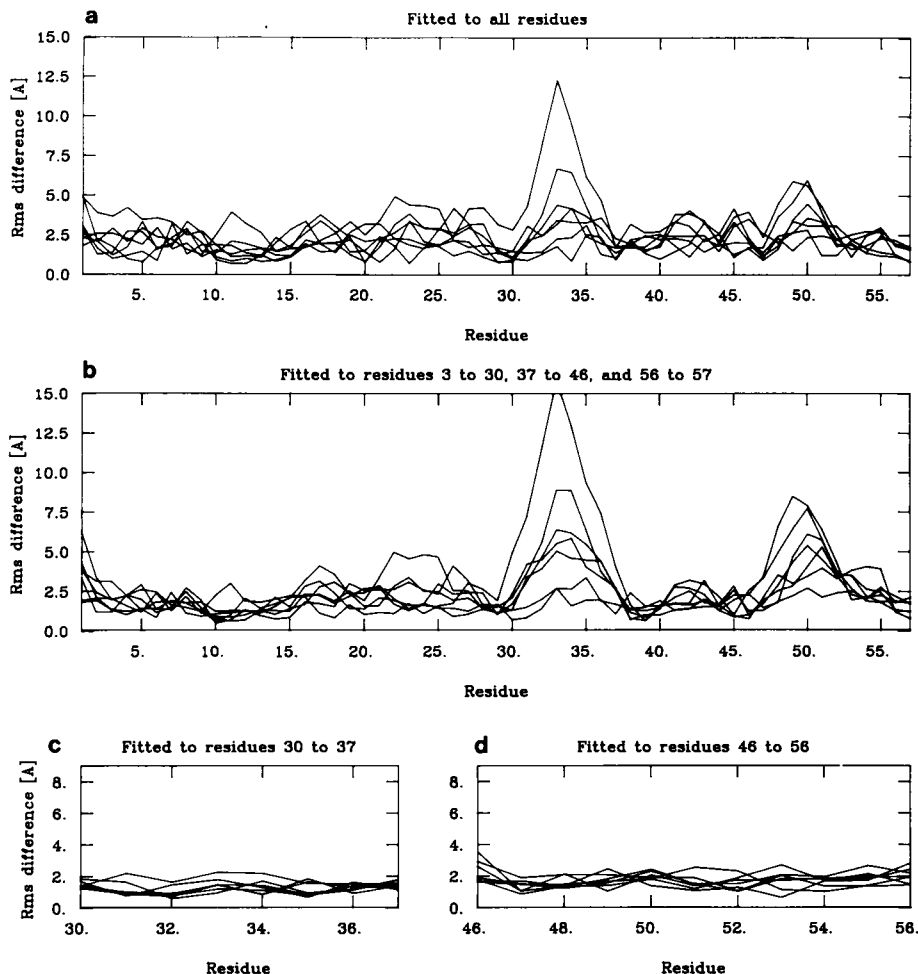 a
Fitted to all residues
Rms difference [A]
15.0
12.5
10.0
7.5
5.0
2.5
0.0
5. 10. 15. 20. 25. 30. 35. 40. 45. 50. 55.
Residue
b
Fitted to residues 3 to 30, 37 to 46, and 56 to 57
Rms difference [A]
15.0
12.5
10.0
7.5
5.0
2.5
0.0
5. 10. 15. 20. 25. 30. 35. 40. 45. 50. 55.
Residue
c
Fitted to residues 30 to 37
Rms difference [A]
8.
6.
4.
2.
0.
30. 32. 34. 36.
Residue
d
Fitted to residues 46 to 56
8.
6.
4.
2.
0.
46. 48. 50. 52. 54. 56.
Residue